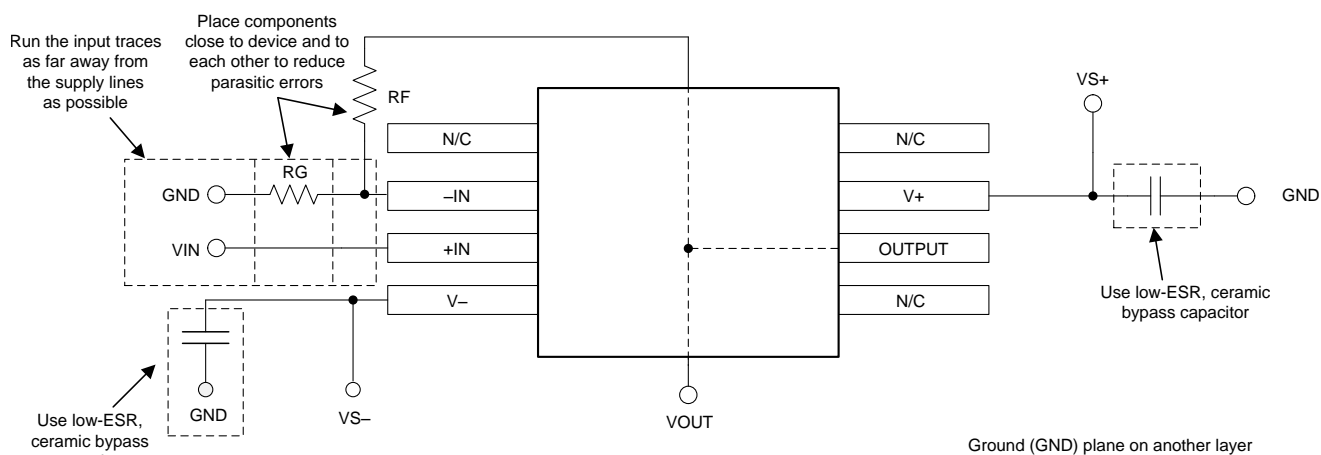 Place components
close to device and to
each other to reduce
parasitic errors
Run the input traces
as far away from
the supply lines
as possible
RF
VS+
N/C
N/C
RG
GND
–IN
V+
GND
VIN
+IN
OUTPUT
V–
N/C
Use low-ESR, ceramic
bypass capacitor
GND
VS–
VOUT
Use low-ESR,
ceramic bypass
Ground (GND) plane on another layer